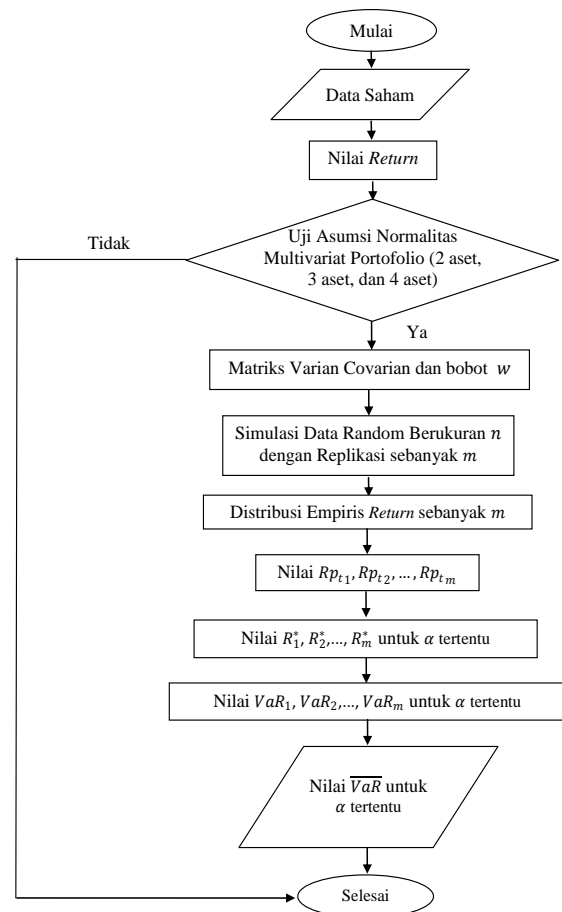 Mulai
Data Saham
Nilai Return
Uji Asumsi Normalitas
Multivariat Portofolio (2 aset,
3 aset, dan 4 aset)
Tidak
Ya
Matriks Varian Covarian dan bobot w
Simulasi Data Random Berukuran n
dengan Replikasi sebanyak m
Distribusi Empiris Return sebanyak m
Nilai Rp_{t_1}, Rp_{t_2}, ..., Rp_{t_m}
Nilai R_1^*, R_2^*,..., R_m^* untuk α tertentu
Nilai VaR_1, VaR_2,..., VaR_m untuk α tertentu
Nilai \overline{VaR} untuk
α tertentu
Selesai